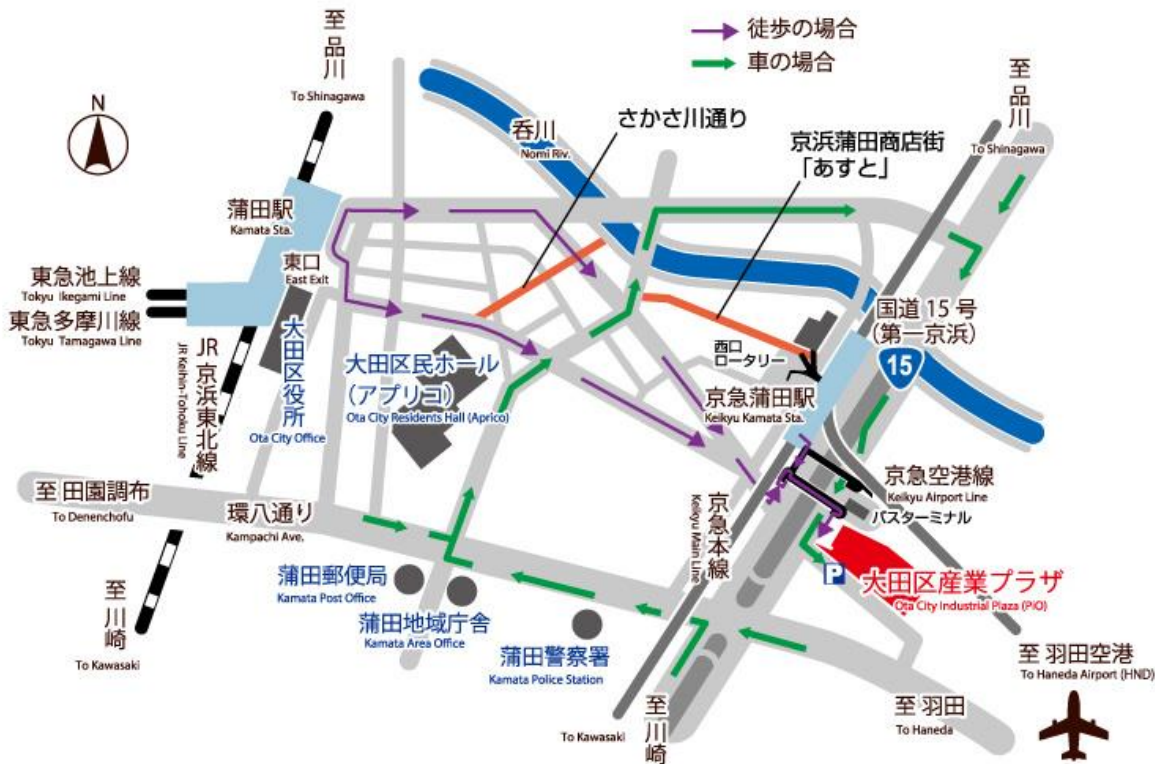 徒歩の場合
車の場合
至 品川
To Shinagawa
N
さかさ川通り
呑川
Nomi Riv.
京浜蒲田商店街
「あすと」
至 品川
To Shinagawa
蒲田駅
Kamata Sta.
東口
East Exit
東急池上線
Tokyu Ikegami Line
東急多摩川線
Tokyu Tamagawa Line
JR 京浜東北線
JR Keihin-Tohoku Line
大田区役所
Ota City Office
大田区民ホール
（アプリコ）
Ota City Residents Hall (Aprico)
西口
ロータリー
国道 15 号
（第一京浜）
15
京急蒲田駅
Keikyu Kamata Sta.
京急空港線
Keikyu Airport Line
バスターミナル
至 田園調布
To Denenchofu
環八通り
Kampachi Ave.
京急本線
Keikyu Main Line
P
大田区産業プラザ
Ota City Industrial Plaza (PiO)
蒲田郵便局
Kamata Post Office
蒲田地域庁舎
Kamata Area Office
蒲田警察署
Kamata Police Station
至 川崎
To Kawasaki
至 川崎
To Kawasaki
至 羽田
To Haneda
至 羽田空港
To Haneda Airport (HND)